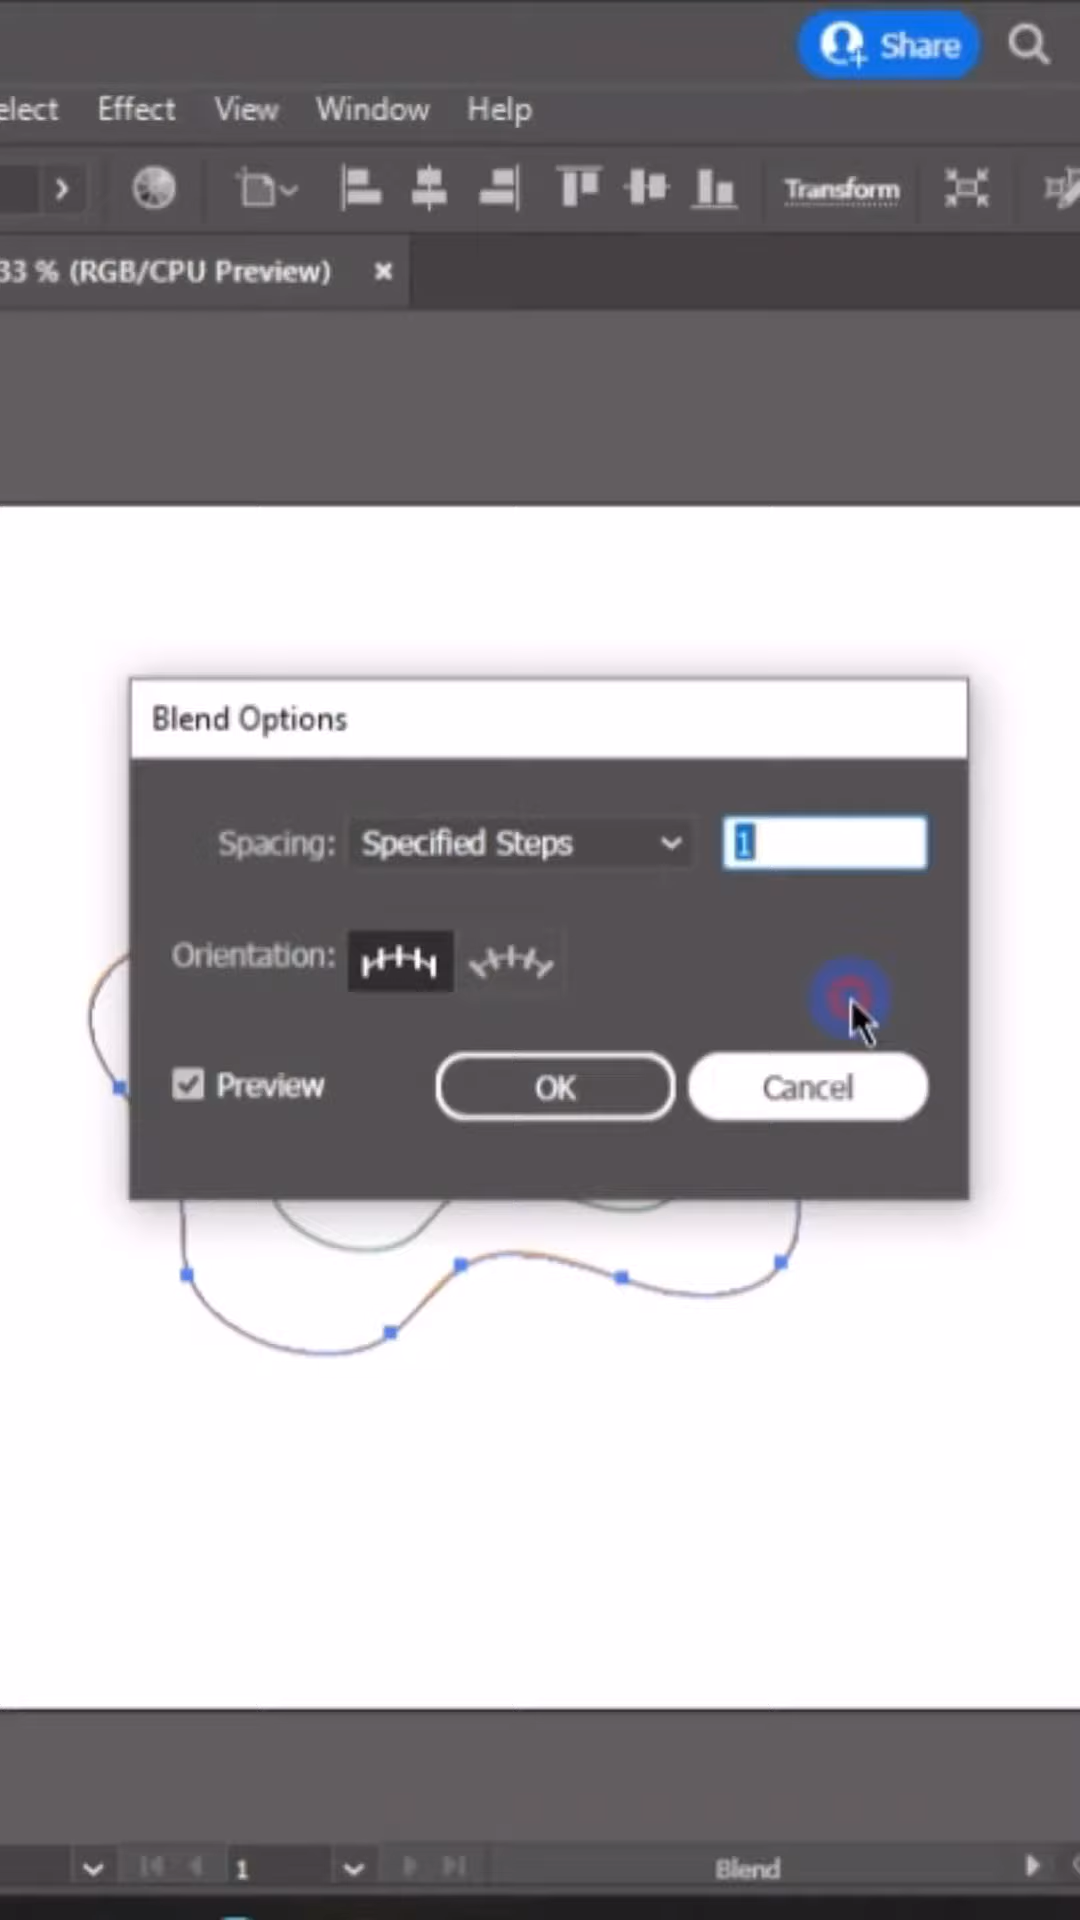 Share
elect Effect View Window Help
Transform
33 % (RGB/CPU Preview) ×
Blend Options
Spacing: Specified Steps 1
Orientation:
Preview OK Cancel
1 Blend